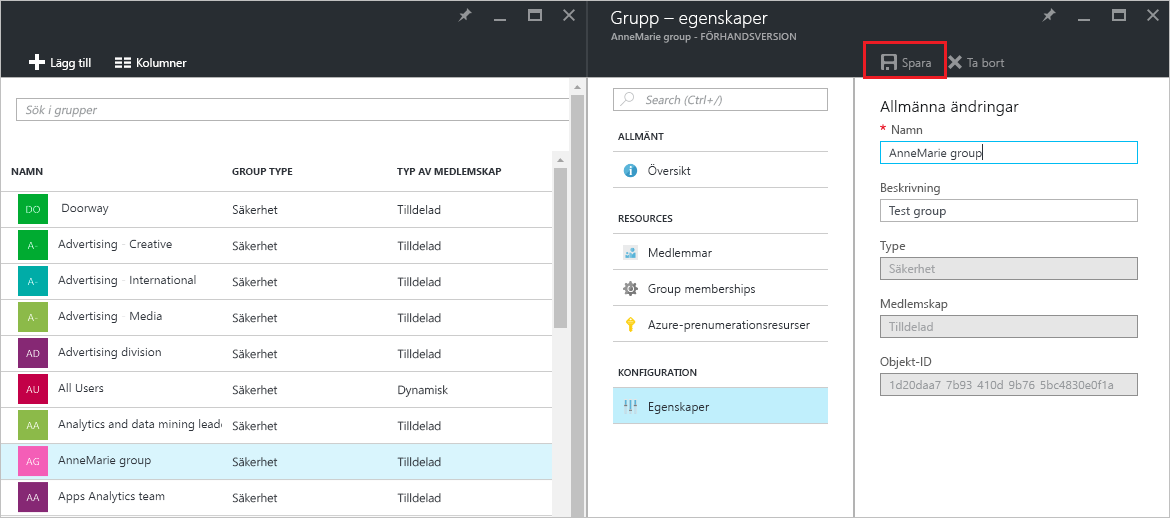 Lägg till
Kolumner
Sök i grupper
NAMN GROUP TYPE TYP AV MEDLEMSKAP
DO Doorway Säkerhet Tilldelad
A- Advertising - Creative Säkerhet Tilldelad
A- Advertising - International Säkerhet Tilldelad
A- Advertising - Media Säkerhet Tilldelad
AD Advertising division Säkerhet Tilldelad
AU All Users Säkerhet Dynamisk
AA Analytics and data mining lead Säkerhet Tilldelad
AG AnneMarie group Säkerhet Tilldelad
AA Apps Analytics team Säkerhet Tilldelad
Grupp – egenskaper
AnneMarie group - FÖRHANDSVERSION
Spara
Ta bort
Search (Ctrl+/)
ALLMÄNT
Översikt
RESOURCES
Medlemmar
Group memberships
Azure-prenumerationsresurser
KONFIGURATION
Egenskaper
Allmänna ändringar
* Namn
AnneMarie group
Beskrivning
Test group
Type
Säkerhet
Medlemskap
Tilldelad
Objekt-ID
1d20daa7 7b93 410d 9b76 5bc4830e0f1a